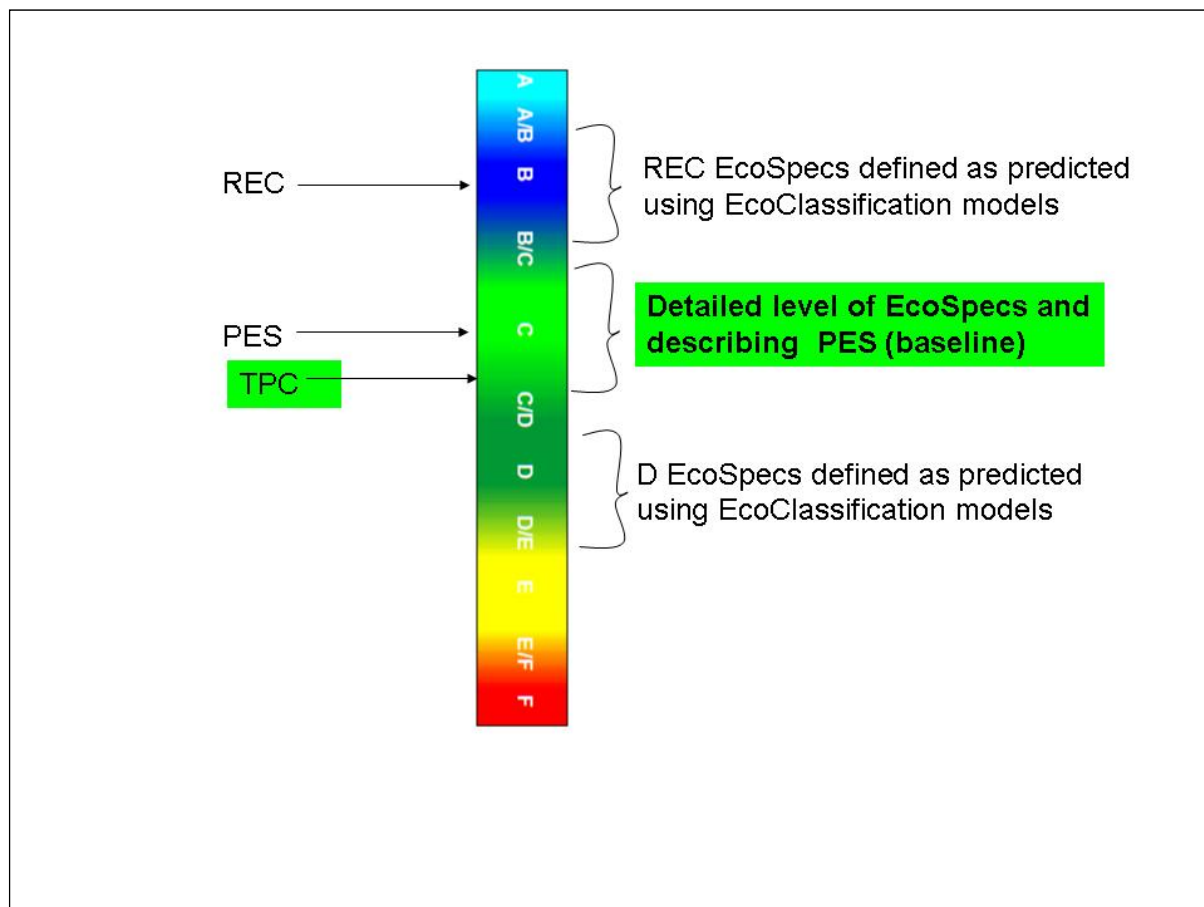 A
A/B
B
B/C
C
C/D
D
D/E
E
E/F
F
REC
PES
TPC
REC EcoSpecs defined as predicted
using EcoClassification models
Detailed level of EcoSpecs and
describing PES (baseline)
D EcoSpecs defined as predicted
using EcoClassification models